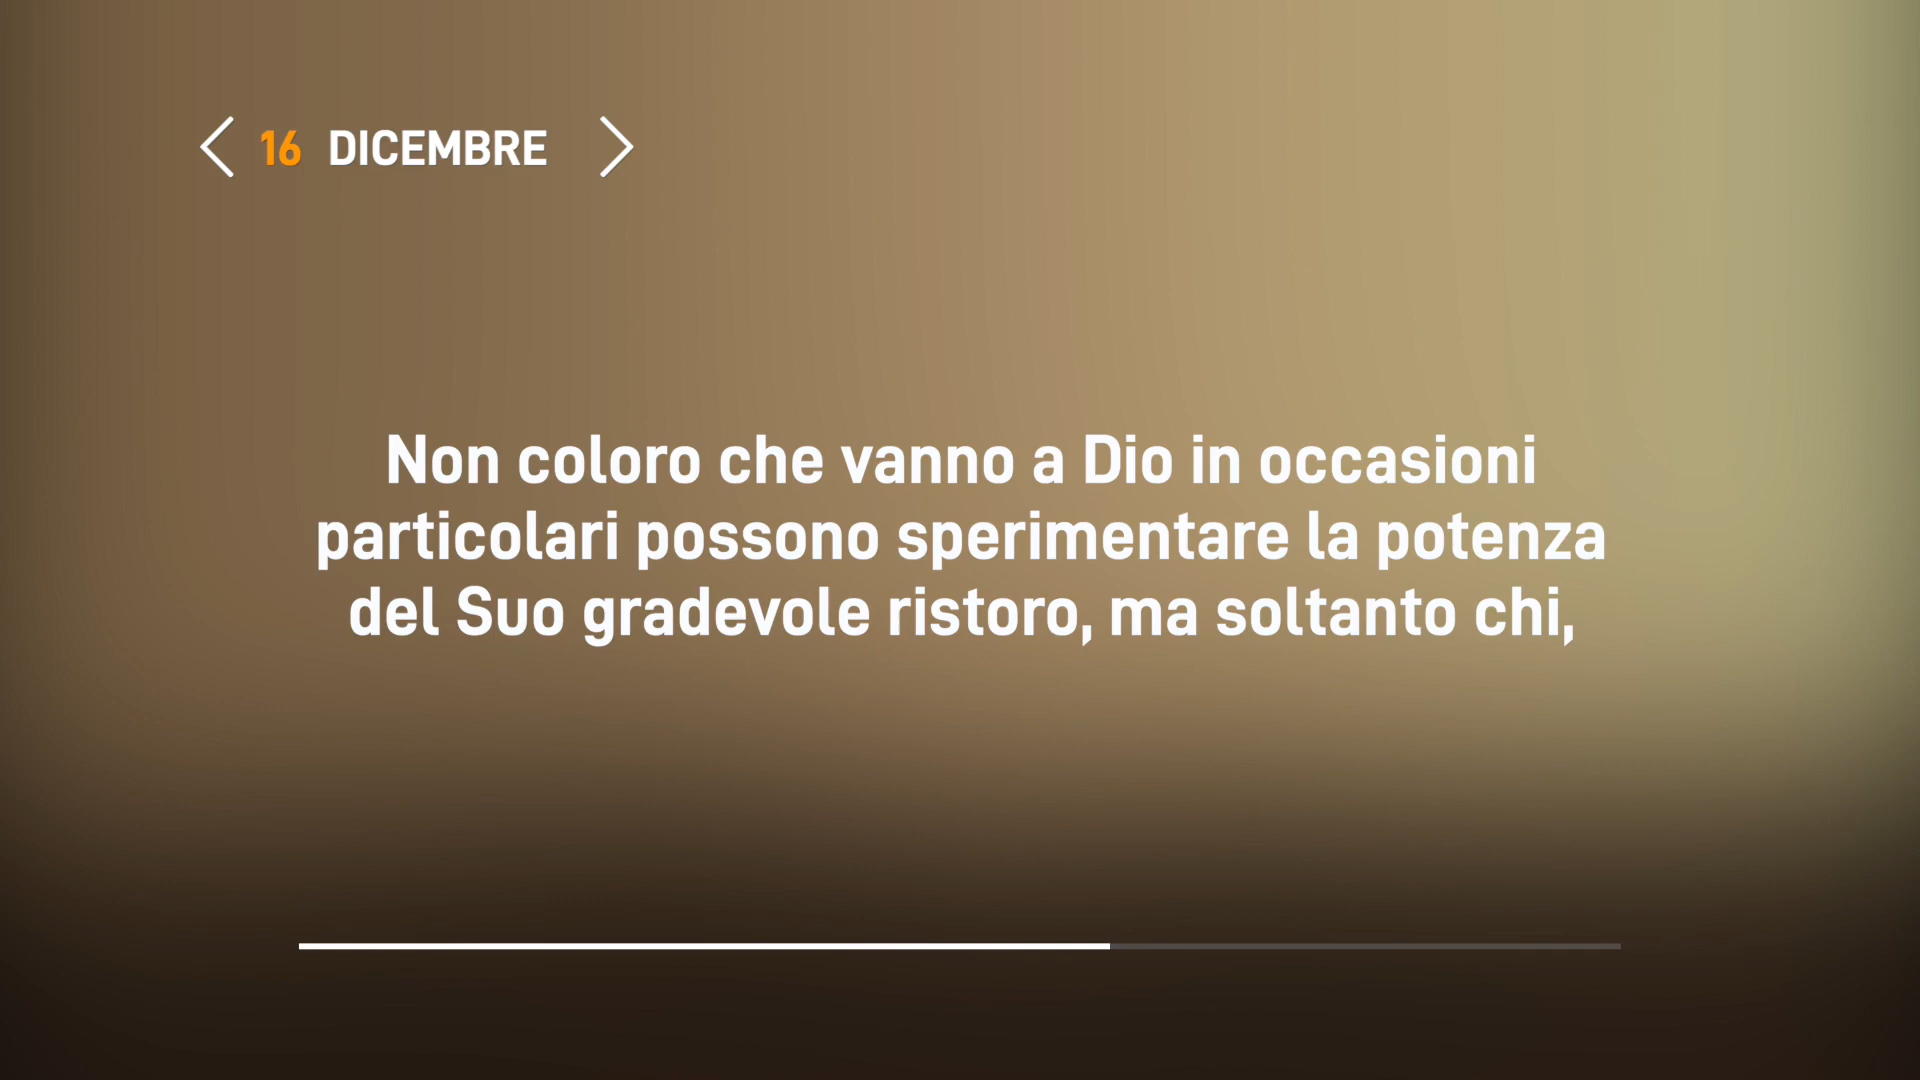 16 DICEMBRE
Non coloro che vanno a Dio in occasioni
particolari possono sperimentare la potenza
del Suo gradevole ristoro, ma soltanto chi,